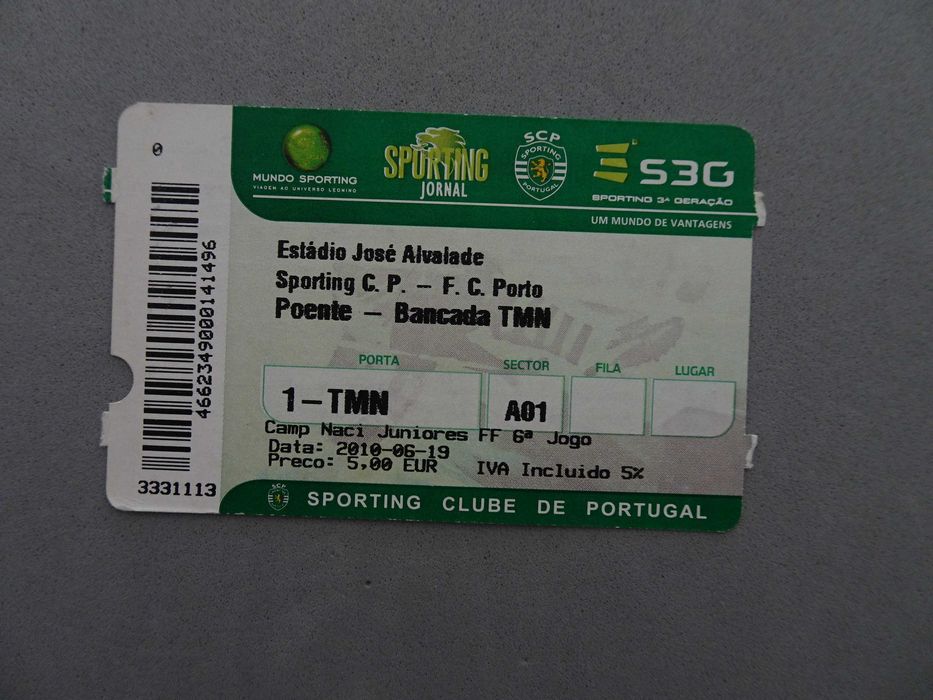 0
4662349000141496
3331113
MUNDO SPORTING
VIAGEM AO UNIVERSO LEONINO
SPORTING
JORNAL
SCP
SPORTING
PORTUGAL
S3G
SPORTING 3ª GERAÇÃO
UM MUNDO DE VANTAGENS
Estádio José Alvalade
Sporting C. P. – F. C. Porto
Poente – Bancada TMN
PORTA
SECTOR
FILA
LUGAR
1-TMN
A01
Camp Naci Juniores FF 6ª Jogo
Data: 2010-06-19
Preco: 5,00 EUR IVA Incluido 5%
SCP
SPORTING CLUBE DE PORTUGAL